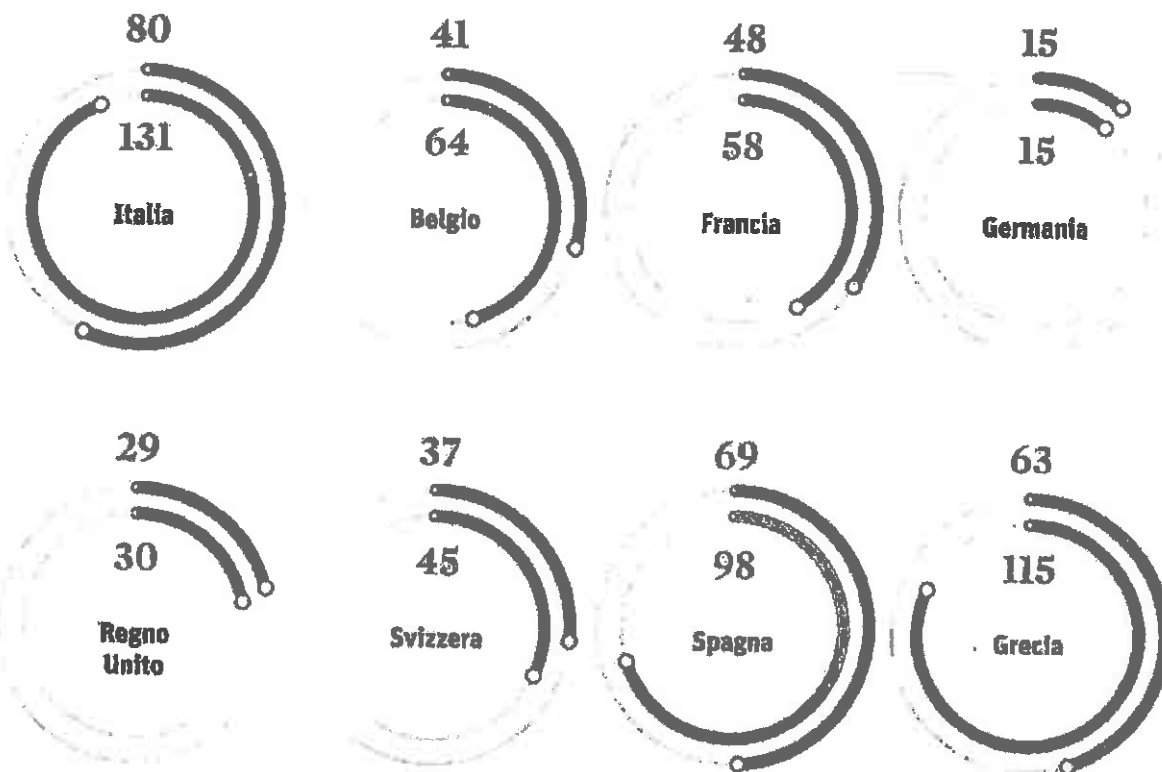 80
131
Italia
41
64
Belgio
48
58
Francia
15
15
Germania
29
30
Regno
Unito
37
45
Svizzera
69
98
Spagna
63
115
Grecia